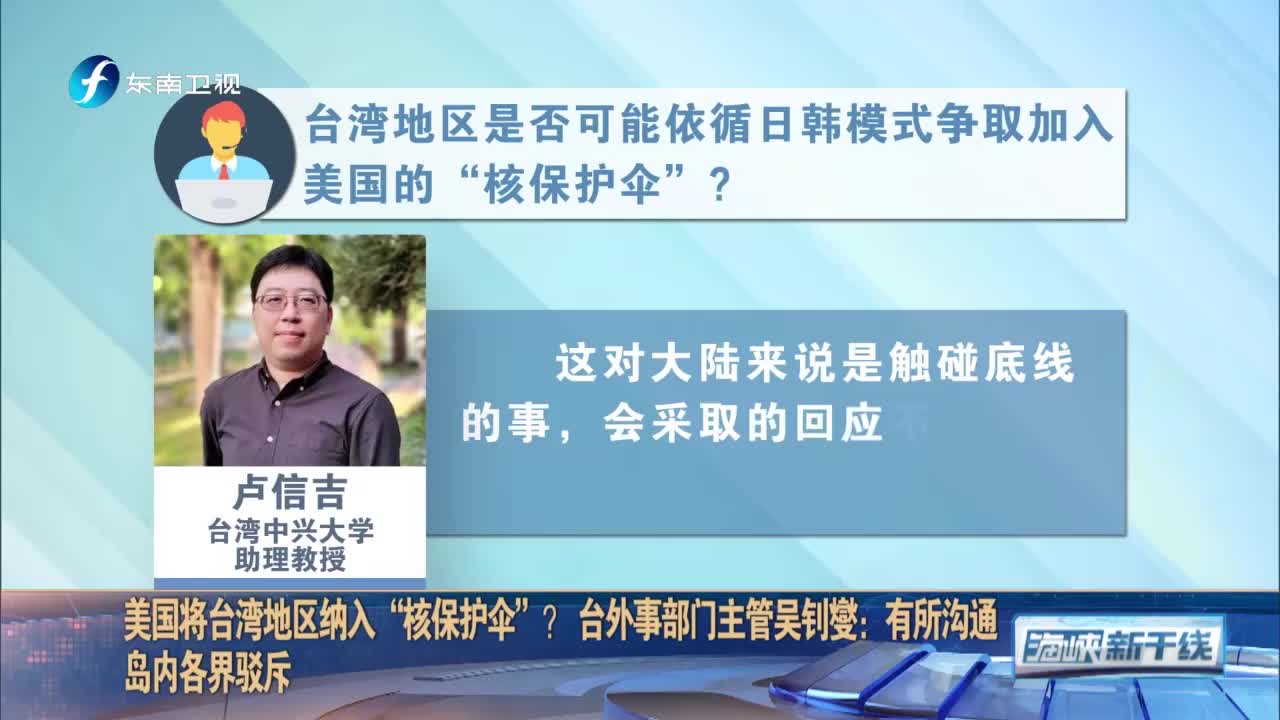 东南卫视
台湾地区是否可能依循日韩模式争取加入
美国的“核保护伞”?
这对大陆来说是触碰底线
的事，会采取的回应不
卢信吉
台湾中兴大学
助理教授
美国将台湾地区纳入“核保护伞”? 台外事部门主管吴钊燮：有所沟通
岛内各界驳斥
海峡新干线